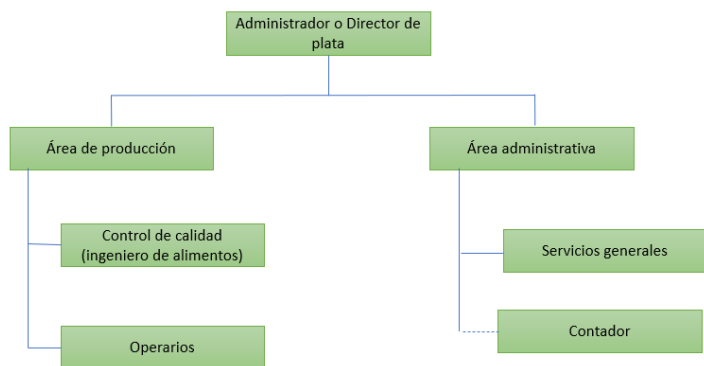 Administrador o Director de
plata
Área de producción
Área administrativa
Control de calidad
(ingeniero de alimentos)
Servicios generales
Operarios
Contador